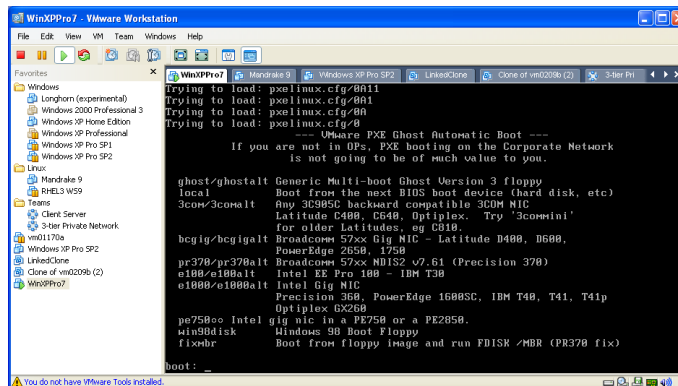 WinXPPro7 - VMware Workstation
File Edit View VM Team Windows Help
Favorites
Windows
Longhorn (experimental)
Windows 2000 Professional 3
Windows XP Home Edition
Windows XP Professional
Windows XP Pro SP1
Windows XP Pro SP2
Linux
Mandrake 9
RHEL3 WS9
Teams
Client Server
3-tier Private Network
vm01170a
Windows XP Pro SP2
LinkedClone
Clone of vm0209b (2)
WinXPPro7
WinXPPro7 Mandrake 9 Windows XP Pro SP2 LinkedClone Clone of vm0209b (2) 3-tier Pri
Trying to load: pxelinux.cfg/0A11
Trying to load: pxelinux.cfg/0A1
Trying to load: pxelinux.cfg/0A
Trying to load: pxelinux.cfg/0
--- VMware PXE Ghost Automatic Boot ---
If you are not in OPs, PXE booting on the Corporate Network
is not going to be of much value to you.
ghost/ghostalt Generic Multi-boot Ghost Version 3 floppy
local Boot from the next BIOS boot device (hard disk, etc)
3com/3comalt Any 3C905C backward compatible 3COM NIC
Latitude C400, C640, Optiplex. Try '3commini'
for older Latitudes, eg C810.
bcgig/bcgigalt Broadcomm 57xx Gig NIC - Latitude D400, D600,
PowerEdge 2650, 1750
pr370/pr370alt Broadcomm 57xx NDIS2 v7.61 (Precision 370)
e100/e100alt Intel EE Pro 100 - IBM T30
e1000/e1000alt Intel Gig NIC
Precision 360, PowerEdge 1600SC, IBM T40, T41, T41p
Optiplex GX260
pe750oo Intel gig nic in a PE750 or a PE2850.
win98disk Windows 98 Boot Floppy
fixmbr Boot from floppy image and run FDISK /MBR (PR370 fix)
boot: _
You do not have VMware Tools installed.